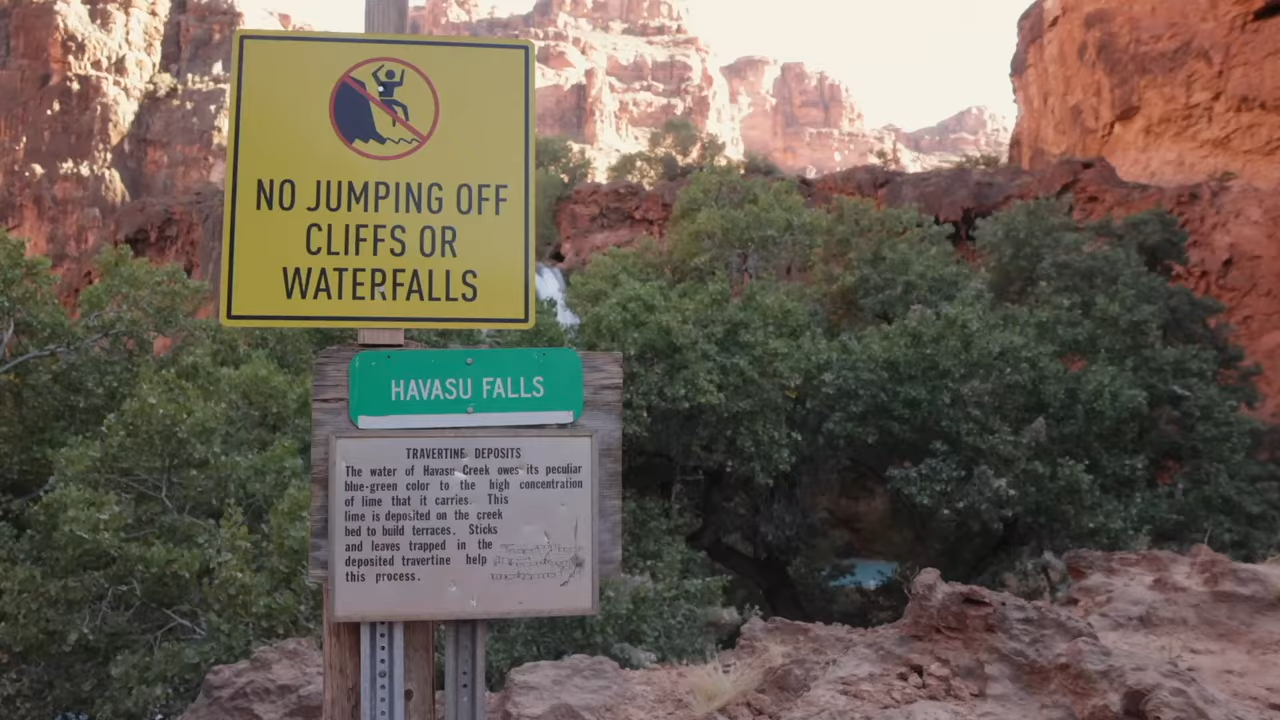 NO JUMPING OFF
CLIFFS OR
WATERFALLS
HAVASU FALLS
TRAVERTINE DEPOSITS
The water of Havasu Creek owes its peculiar
blue-green color to the high concentration
of lime that it carries. This
lime is deposited on the creek
bed to build terraces. Sticks
and leaves trapped in the
deposited travertine help
this process.